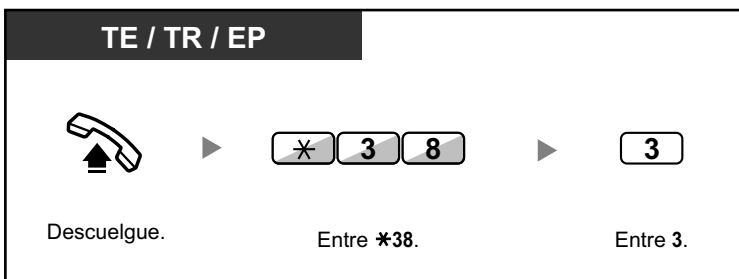 TE / TR / EP
* 3 8 3
Descuelgue. Entre *38. Entre 3.